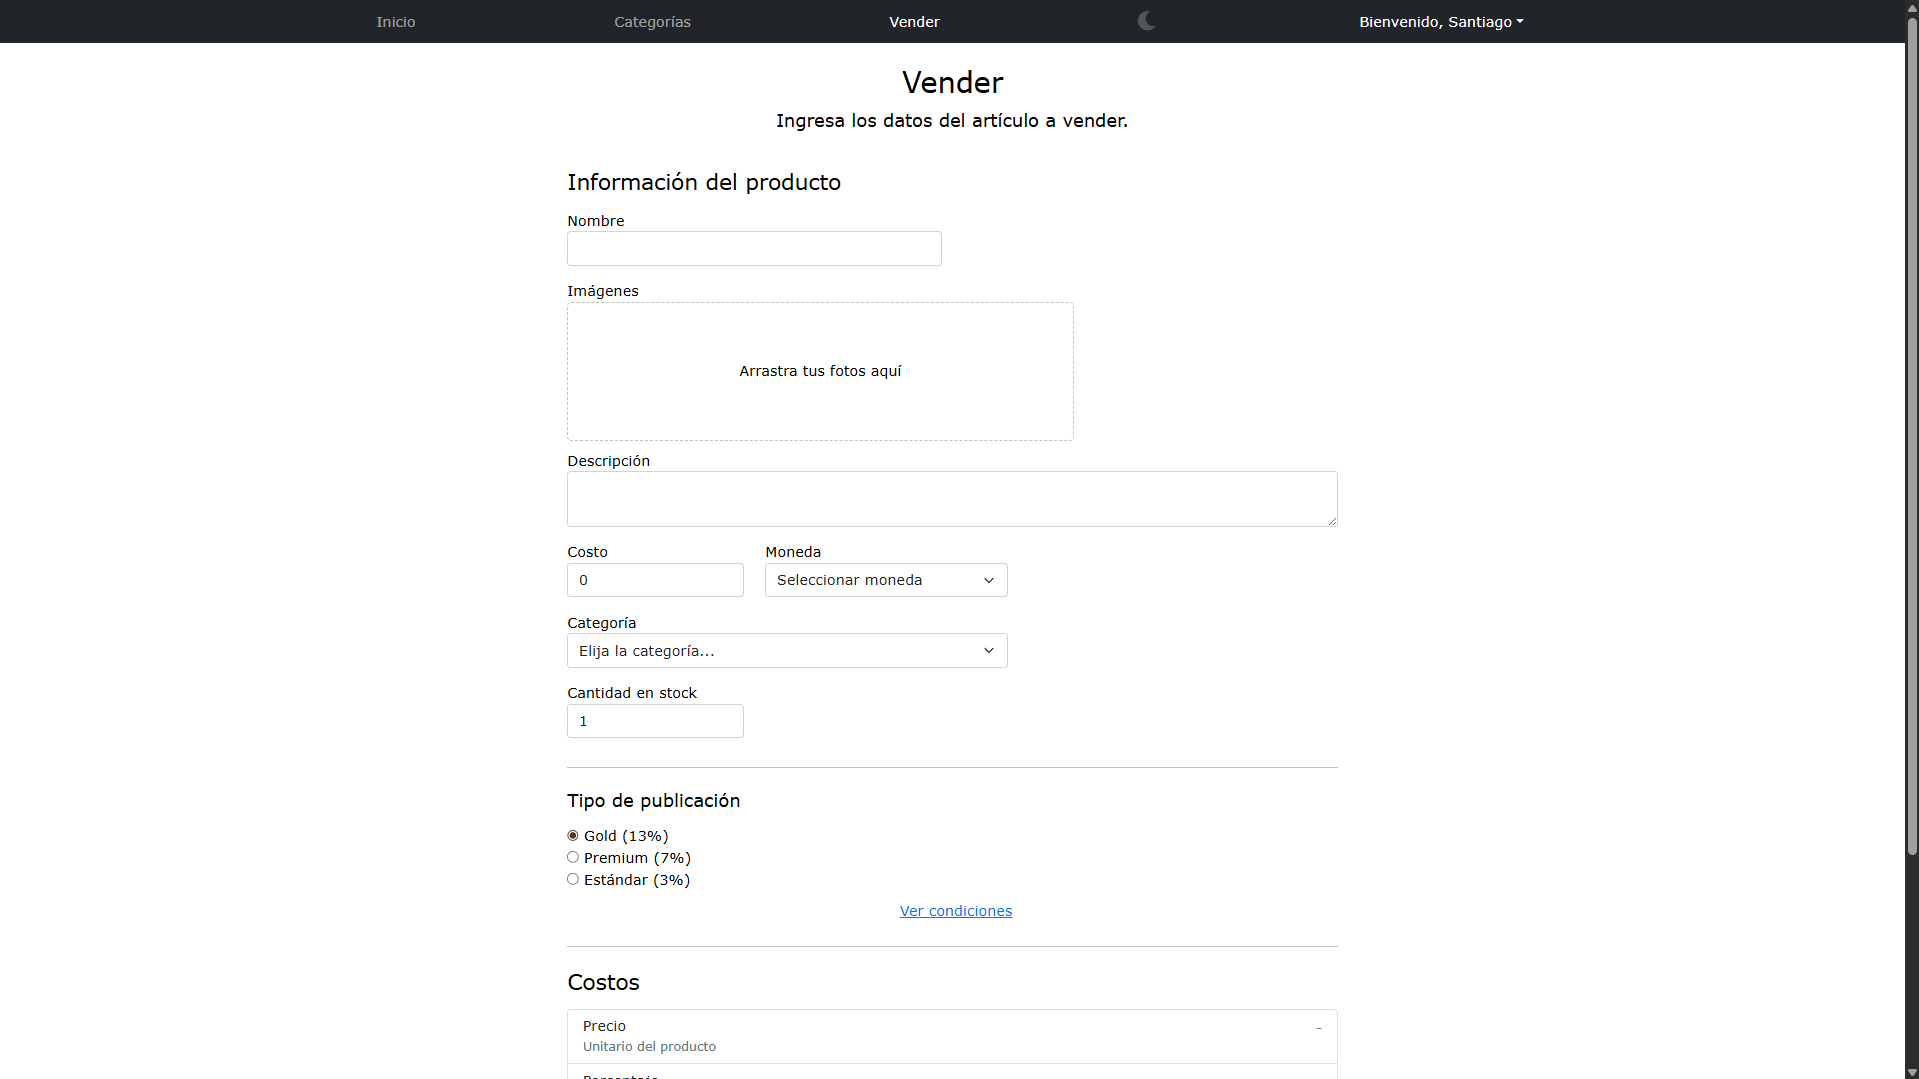 Inicio Categorías Vender Bienvenido, Santiago
Vender
Ingresa los datos del artículo a vender.
Información del producto
Nombre
Imágenes
Arrastra tus fotos aquí
Descripción
Costo Moneda
0 Seleccionar moneda
Categoría
Elija la categoría...
Cantidad en stock
1
Tipo de publicación
Gold (13%)
Premium (7%)
Estándar (3%)
Ver condiciones
Costos
Precio -
Unitario del producto